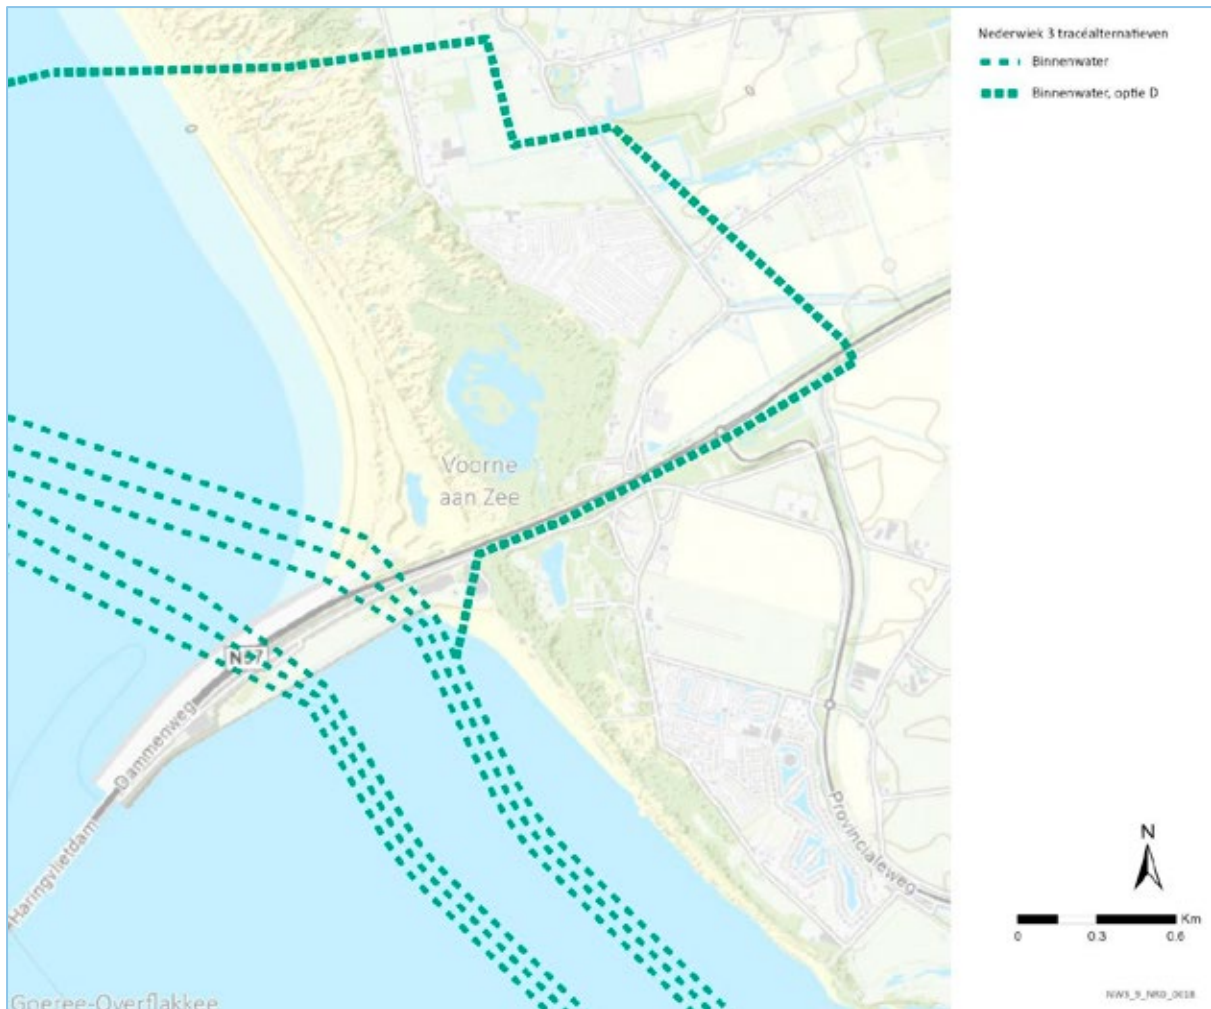 Nederwiek 3 tracéalternatieven
Binnenwater
Binnenwater, optie D
Voorne
aan Zee
N57
Dammenweg
Haringvlietdam
Provincialeweg
Goeree-Overflakkee
N
Km
0 0.3 0.6
NW3_9_NRD_0018